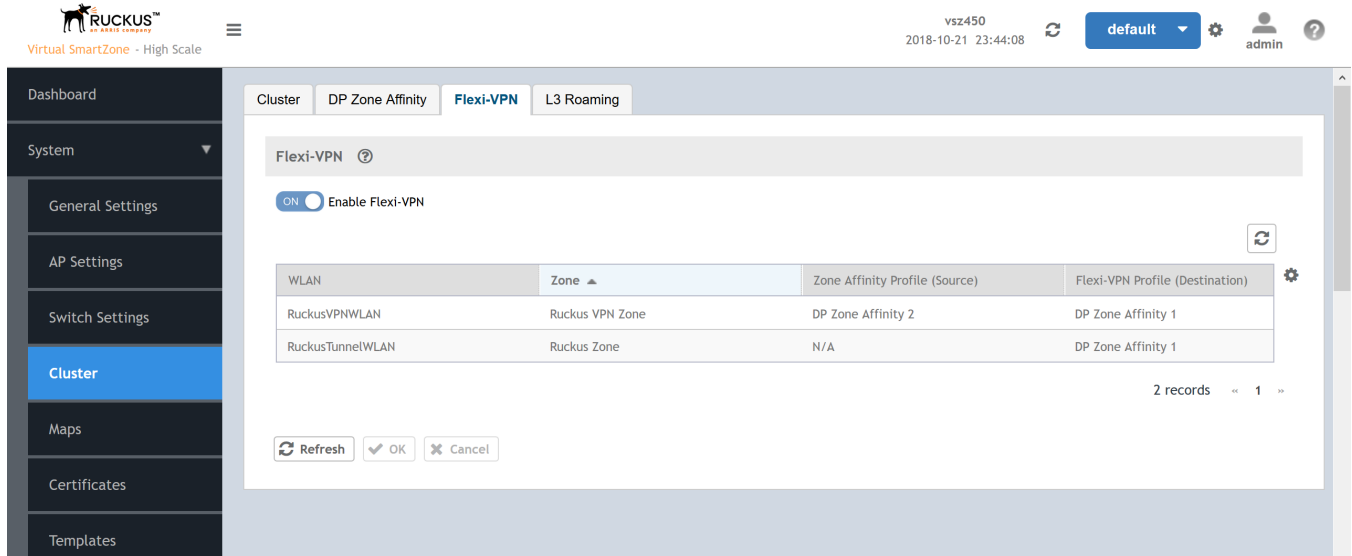 RUCKUS™
an ARRIS company
Virtual SmartZone - High Scale
vsz450
2018-10-21 23:44:08
default
admin
Dashboard
System
General Settings
AP Settings
Switch Settings
Cluster
Maps
Certificates
Templates
Cluster DP Zone Affinity Flexi-VPN L3 Roaming
Flexi-VPN ?
ON Enable Flexi-VPN
WLAN Zone Zone Affinity Profile (Source) Flexi-VPN Profile (Destination)
RuckusVPNWLAN Ruckus VPN Zone DP Zone Affinity 2 DP Zone Affinity 1
RuckusTunnelWLAN Ruckus Zone N/A DP Zone Affinity 1
2 records « 1 »
Refresh OK Cancel